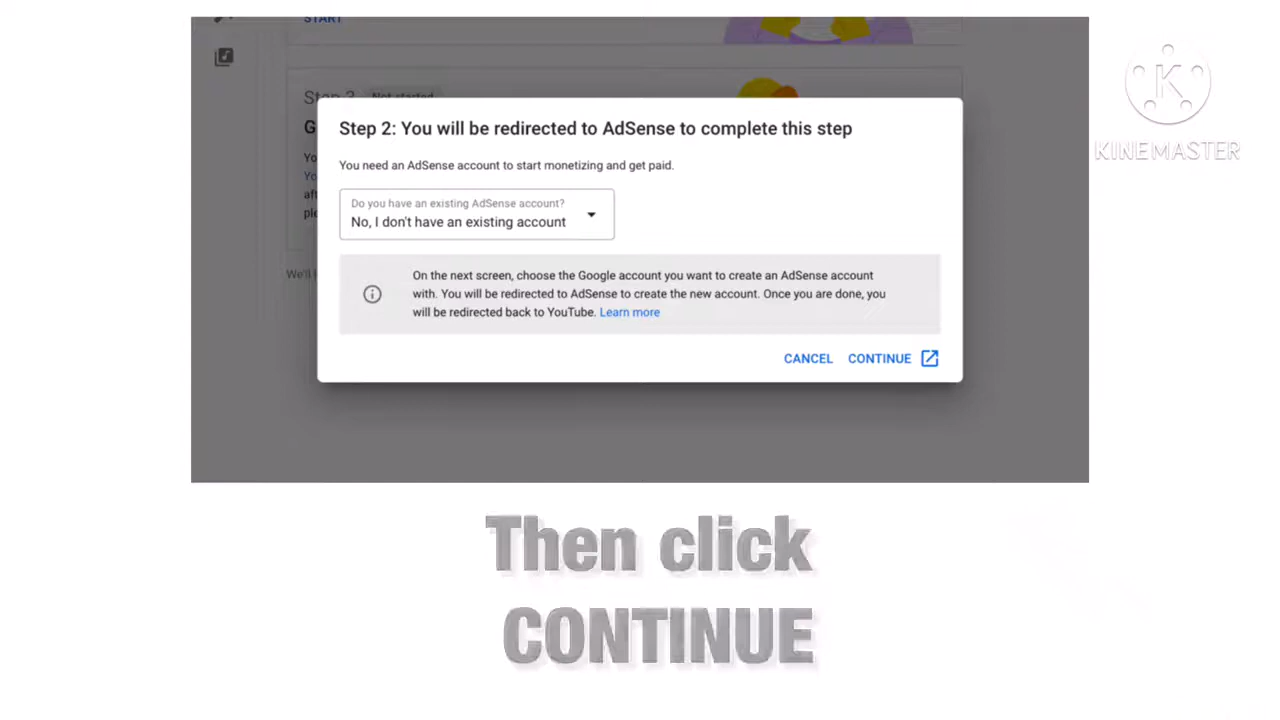 START
KINEMASTER
Step 2: You will be redirected to AdSense to complete this step
You need an AdSense account to start monetizing and get paid.
Do you have an existing AdSense account?
No, I don't have an existing account
On the next screen, choose the Google account you want to create an AdSense account
with. You will be redirected to AdSense to create the new account. Once you are done, you
will be redirected back to YouTube. Learn more
CANCEL CONTINUE
Then click
CONTINUE